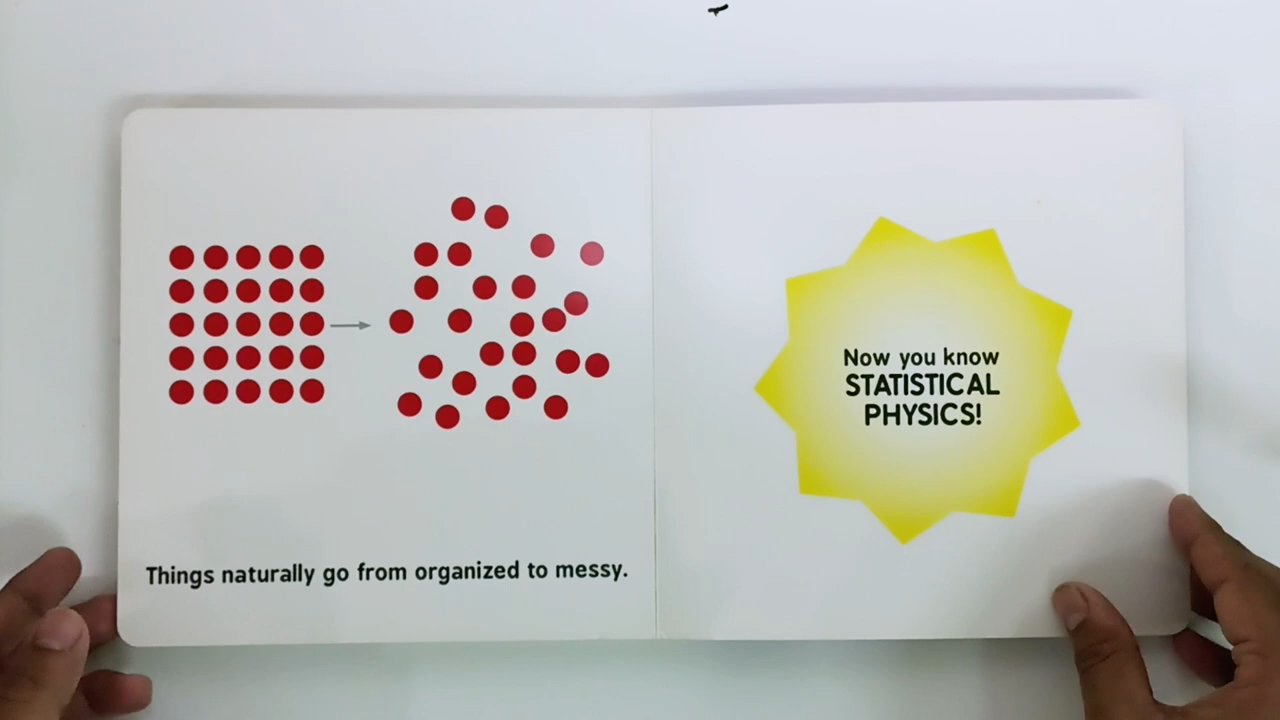 Things naturally go from organized to messy.
Now you know
STATISTICAL
PHYSICS!